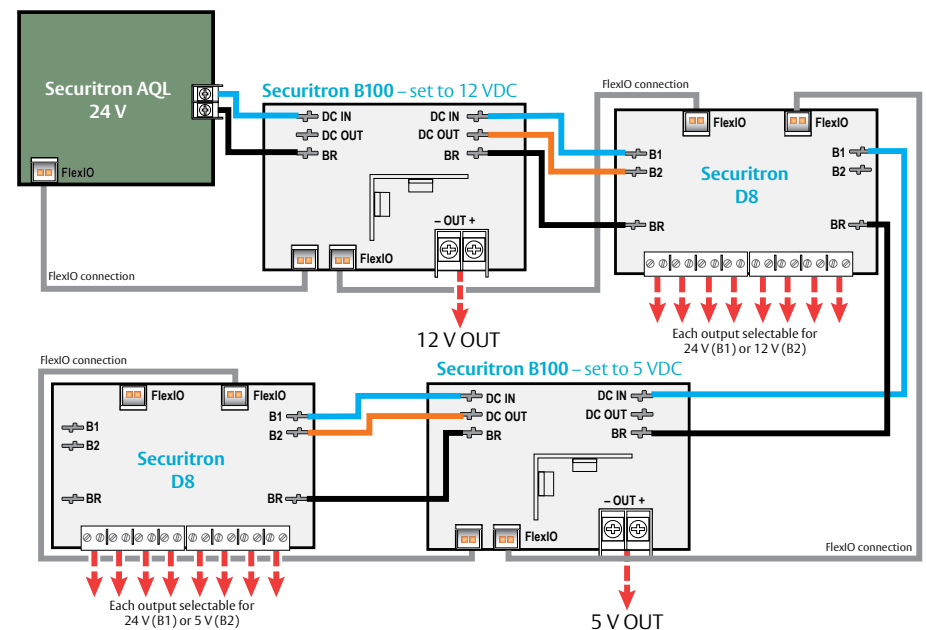 Securitron AQL
24 V
FlexIO
FlexIO connection
Securitron B100 – set to 12 VDC
DC IN
DC OUT
BR
DC IN
DC OUT
BR
– OUT +
FlexIO
12 V OUT
FlexIO connection
FlexIO
FlexIO
B1
B2
BR
Securitron
D8
B1
B2
BR
Each output selectable for
24 V (B1) or 12 V (B2)
FlexIO connection
FlexIO
FlexIO
B1
B2
BR
Securitron
D8
B1
B2
BR
Each output selectable for
24 V (B1) or 5 V (B2)
Securitron B100 – set to 5 VDC
DC IN
DC OUT
BR
DC IN
DC OUT
BR
– OUT +
FlexIO
5 V OUT
FlexIO connection